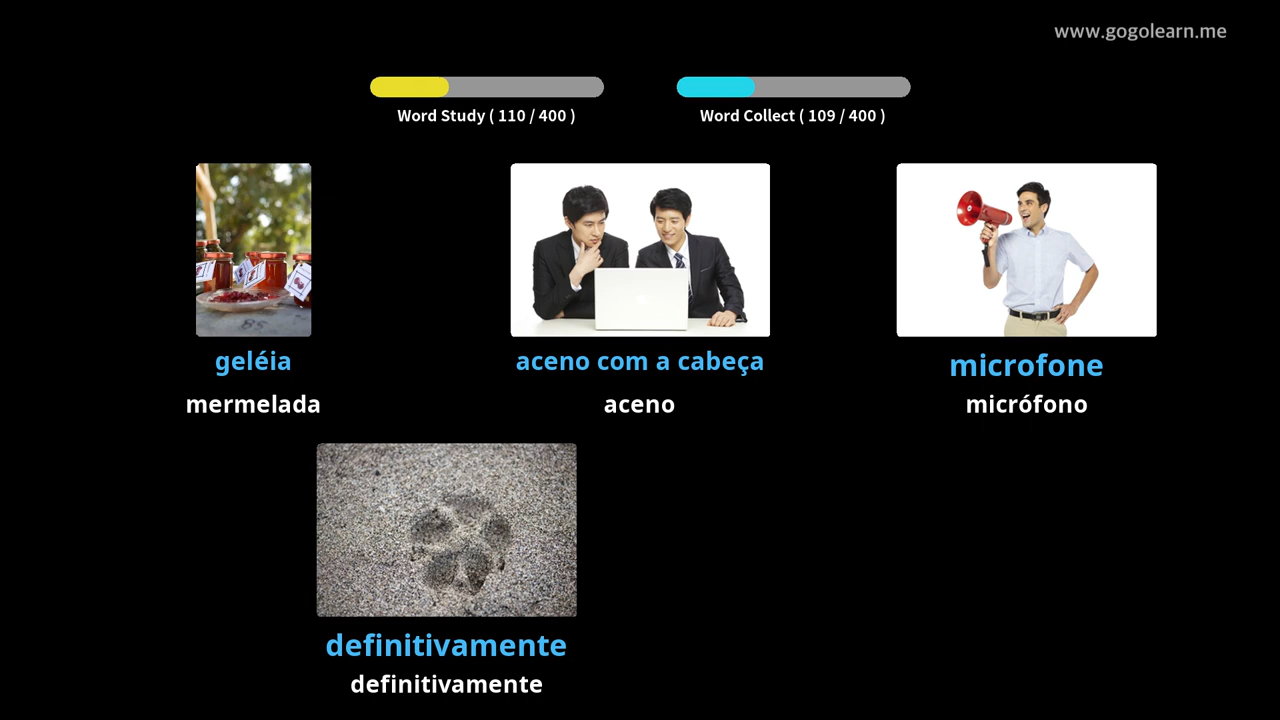 www.gogolearn.me
Word Study ( 110 / 400 )
Word Collect ( 109 / 400 )
geléia
aceno com a cabeça
microfone
mermelada
aceno
micrófono
definitivamente
definitivamente